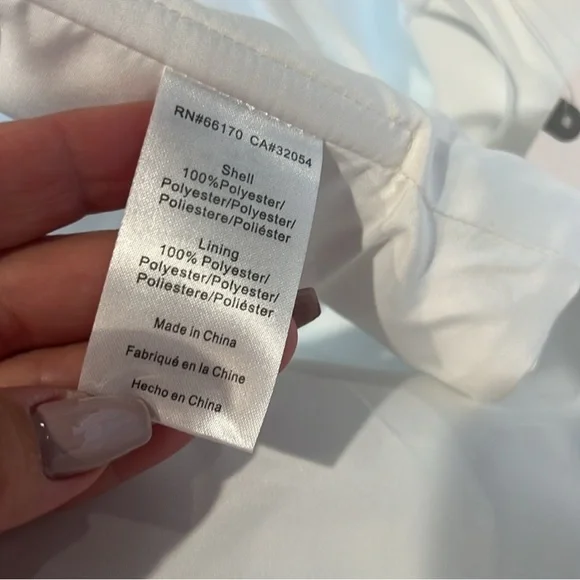 RN#66170 CA#32054
Shell
100%Polyester/
Polyester/Polyester/
Poliestere/Poliéster
Lining
100% Polyester/
Polyester/Polyester/
Poliestere/Poliéster
Made in China
Fabriqué en la Chine
Hecho en China